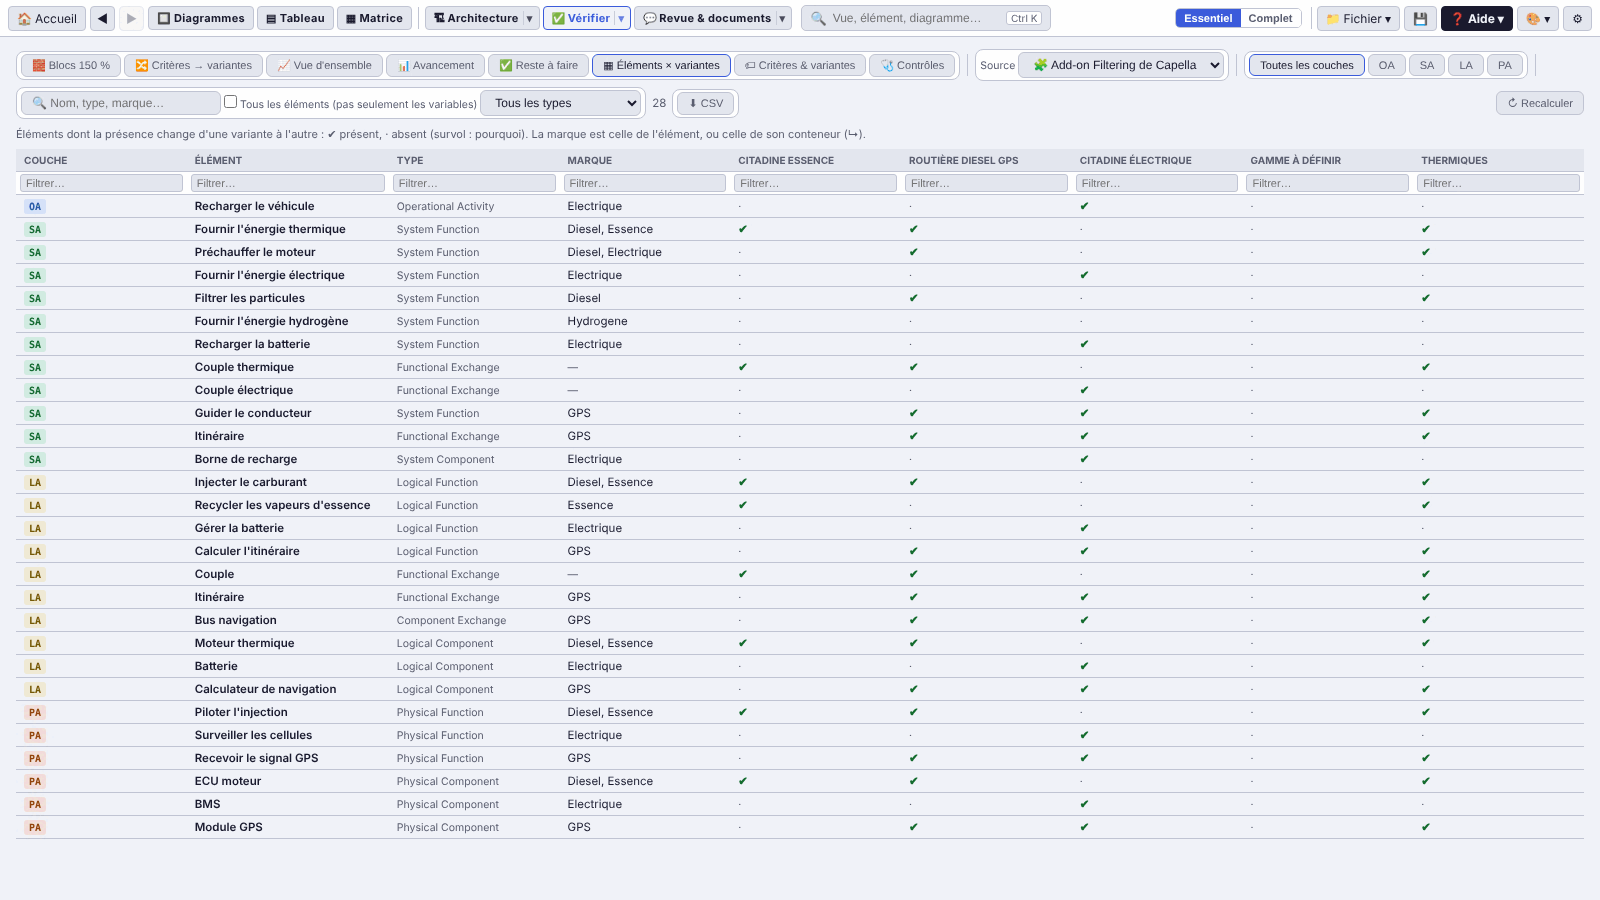 🏠 Accueil ◀ ▶ 🔲 Diagrammes ▤ Tableau ▦ Matrice 🏗 Architecture ▾ ✅ Vérifier ▾ 💬 Revue & documents ▾ 🔍 Vue, élément, diagramme… Ctrl K Essentiel Complet 📁 Fichier ▾ 💾 ❓ Aide ▾ 🎨 ▾ ⚙
🧱 Blocs 150 % 🔀 Critères → variantes 📈 Vue d'ensemble 📊 Avancement ✅ Reste à faire ▦ Éléments × variantes 🏷 Critères & variantes 🩺 Contrôles Source 🧩 Add-on Filtering de Capella Toutes les couches OA SA LA PA
🔍 Nom, type, marque… Tous les éléments (pas seulement les variables) Tous les types 28 ⬇ CSV ↻ Recalculer
Éléments dont la présence change d'une variante à l'autre : ✔ présent, · absent (survol : pourquoi). La marque est celle de l'élément, ou celle de son conteneur (↪).
COUCHE ÉLÉMENT TYPE MARQUE CITADINE ESSENCE ROUTIÈRE DIESEL GPS CITADINE ÉLECTRIQUE GAMME À DÉFINIR THERMIQUES
Filtrer… Filtrer… Filtrer… Filtrer… Filtrer… Filtrer… Filtrer… Filtrer… Filtrer…
OA Recharger le véhicule Operational Activity Electrique · · ✔ · ·
SA Fournir l'énergie thermique System Function Diesel, Essence ✔ ✔ · · ✔
SA Préchauffer le moteur System Function Diesel, Electrique · ✔ · · ✔
SA Fournir l'énergie électrique System Function Electrique · · ✔ · ·
SA Filtrer les particules System Function Diesel · ✔ · · ✔
SA Fournir l'énergie hydrogène System Function Hydrogene · · · · ·
SA Recharger la batterie System Function Electrique · · ✔ · ·
SA Couple thermique Functional Exchange — ✔ ✔ · · ✔
SA Couple électrique Functional Exchange — · · ✔ · ·
SA Guider le conducteur System Function GPS · ✔ ✔ · ✔
SA Itinéraire Functional Exchange GPS · ✔ ✔ · ✔
SA Borne de recharge System Component Electrique · · ✔ · ·
LA Injecter le carburant Logical Function Diesel, Essence ✔ ✔ · · ✔
LA Recycler les vapeurs d'essence Logical Function Essence ✔ · · · ✔
LA Gérer la batterie Logical Function Electrique · · ✔ · ·
LA Calculer l'itinéraire Logical Function GPS · ✔ ✔ · ✔
LA Couple Functional Exchange — ✔ ✔ · · ✔
LA Itinéraire Functional Exchange GPS · ✔ ✔ · ✔
LA Bus navigation Component Exchange GPS · ✔ ✔ · ✔
LA Moteur thermique Logical Component Diesel, Essence ✔ ✔ · · ✔
LA Batterie Logical Component Electrique · · ✔ · ·
LA Calculateur de navigation Logical Component GPS · ✔ ✔ · ✔
PA Piloter l'injection Physical Function Diesel, Essence ✔ ✔ · · ✔
PA Surveiller les cellules Physical Function Electrique · · ✔ · ·
PA Recevoir le signal GPS Physical Function GPS · ✔ ✔ · ✔
PA ECU moteur Physical Component Diesel, Essence ✔ ✔ · · ✔
PA BMS Physical Component Electrique · · ✔ · ·
PA Module GPS Physical Component GPS · ✔ ✔ · ✔